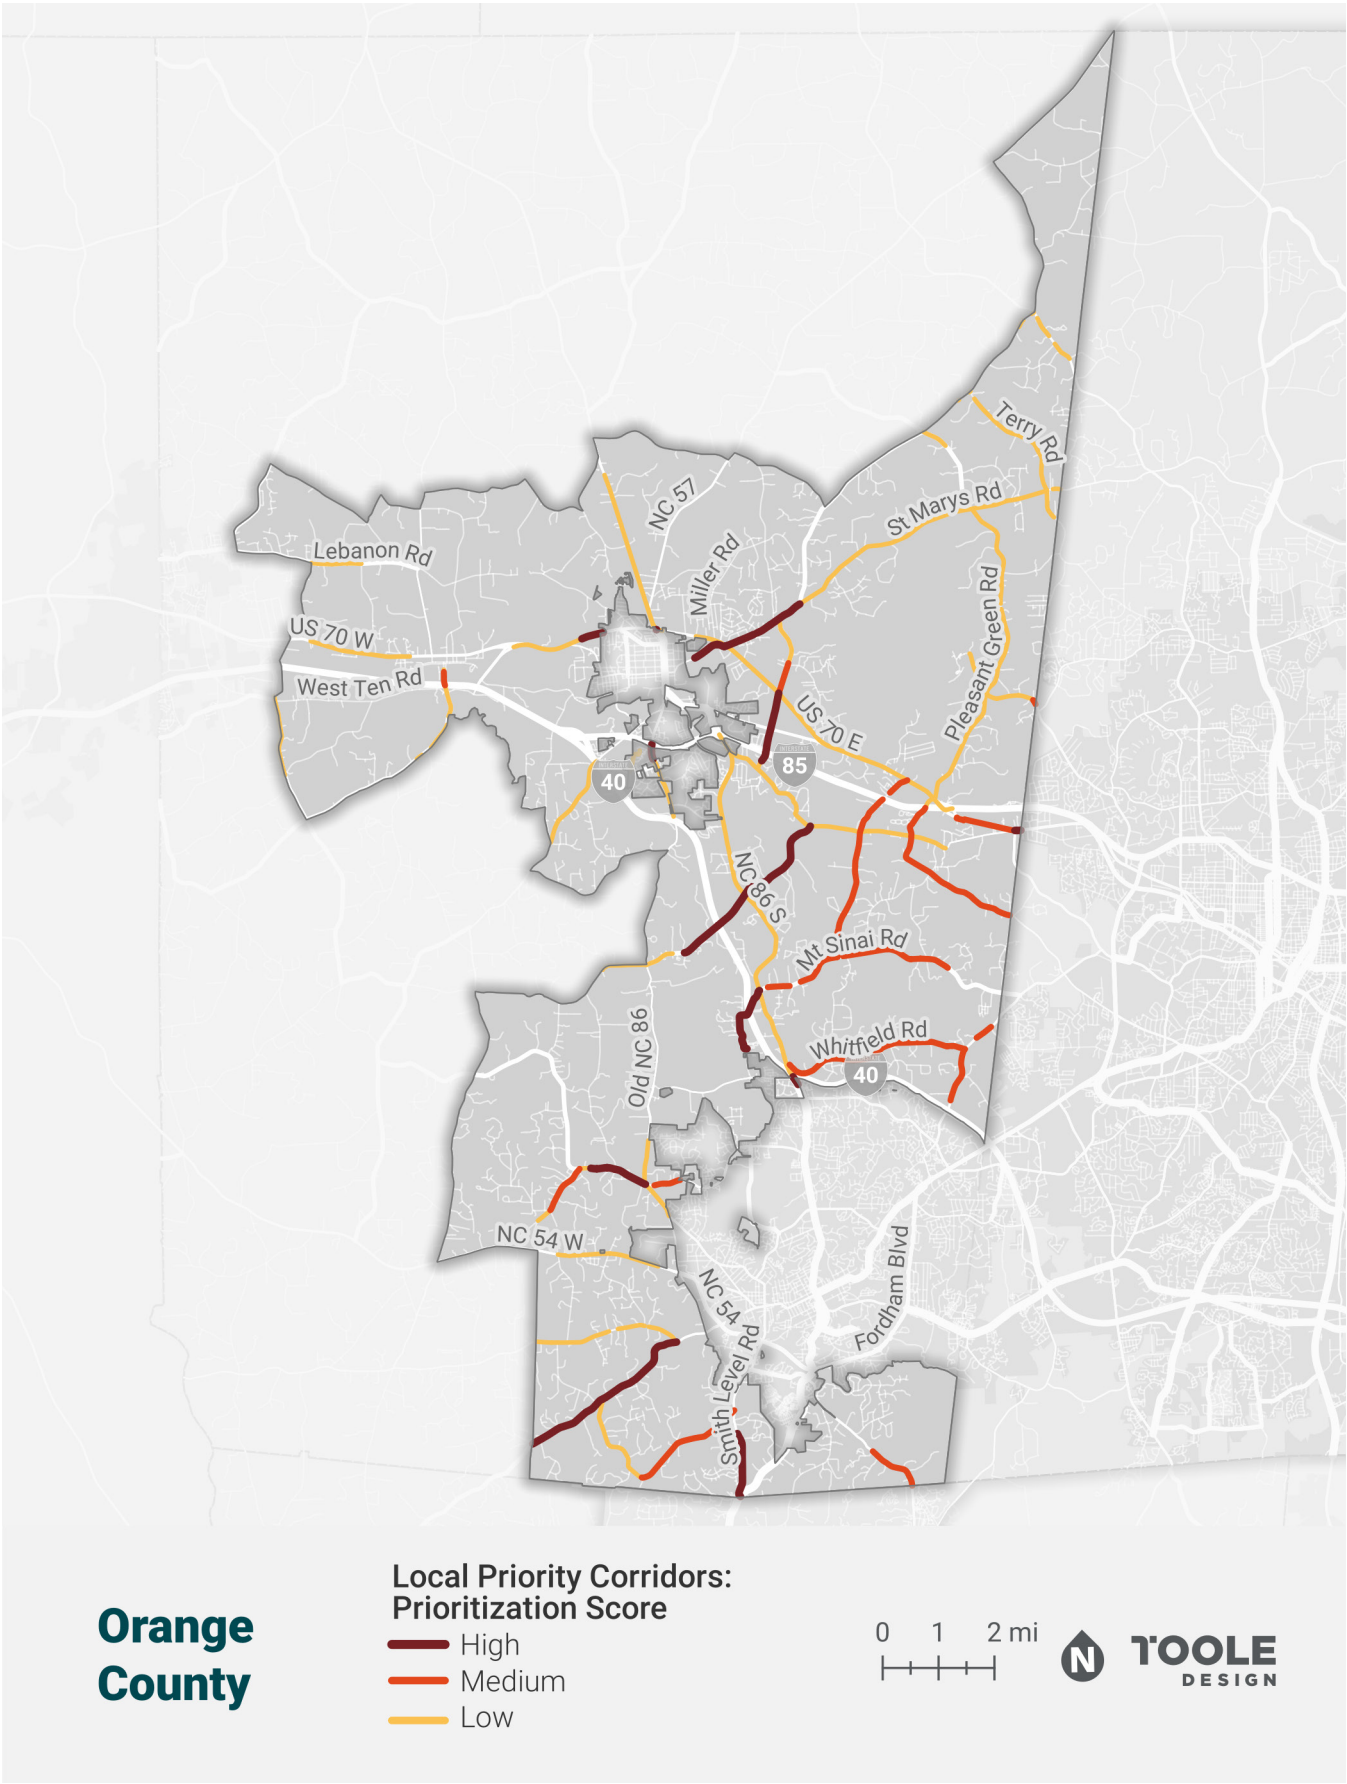 Terry Rd
NC 57
St Marys Rd
Miller Rd
Lebanon Rd
Pleasant Green Rd
US 70 W
West Ten Rd
US 70 E
85
40
NC 86 S
Mt Sinai Rd
Old NC 86
Whitfield Rd
40
NC 54 W
NC 54
Fordham Blvd
Smith Level Rd
Orange
County
Local Priority Corridors:
Prioritization Score
High
Medium
Low
0 1 2 mi
N
TOOLE
DESIGN